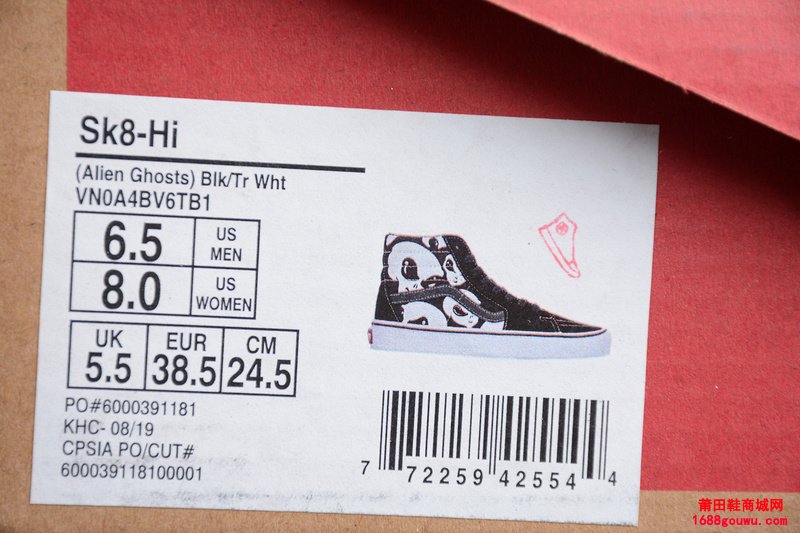 Sk8-Hi
(Alien Ghosts) Blk/Tr Wht
VN0A4BV6TB1
6.5 US MEN
8.0 US WOMEN
UK EUR CM
5.5 38.5 24.5
PO#6000391181
KHC- 08/19
CPSIA PO/CUT#
600039118100001
7 72259 42554 4
莆田鞋商城网
1688gouwu.com